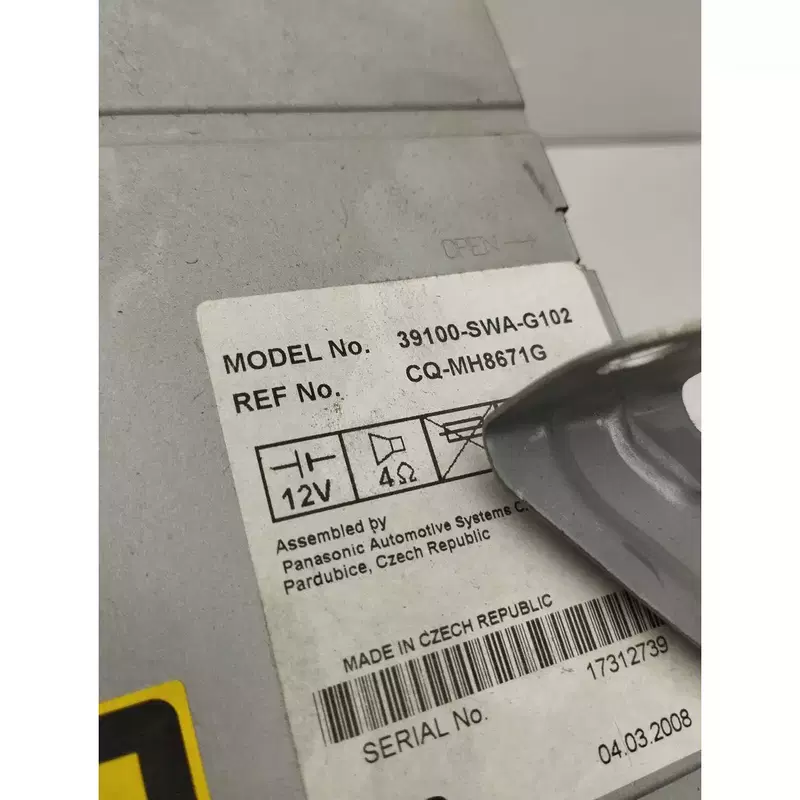 OPEN →
MODEL No. 39100-SWA-G102
REF No. CQ-MH8671G
12V
4Ω
Assembled by
Panasonic Automotive Systems
Pardubice, Czech Republic
MADE IN CZECH REPUBLIC
17312739
SERIAL No.
04.03.2008